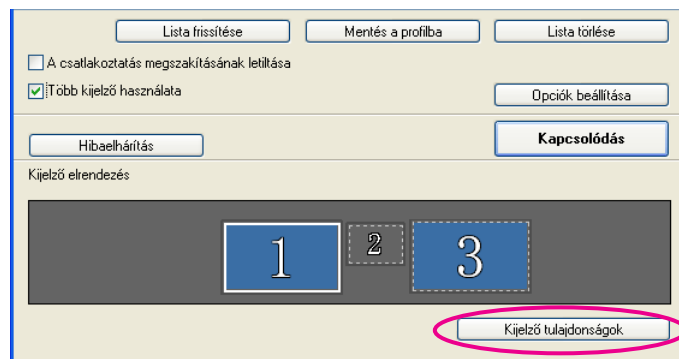 Lista frissítése Mentés a profilba Lista törlése
A csatlakoztatás megszakításának letiltása
Több kijelző használata
Opciók beállítása
Hibaelhárítás
Kapcsolódás
Kijelző elrendezés
1 2 3
Kijelző tulajdonságok